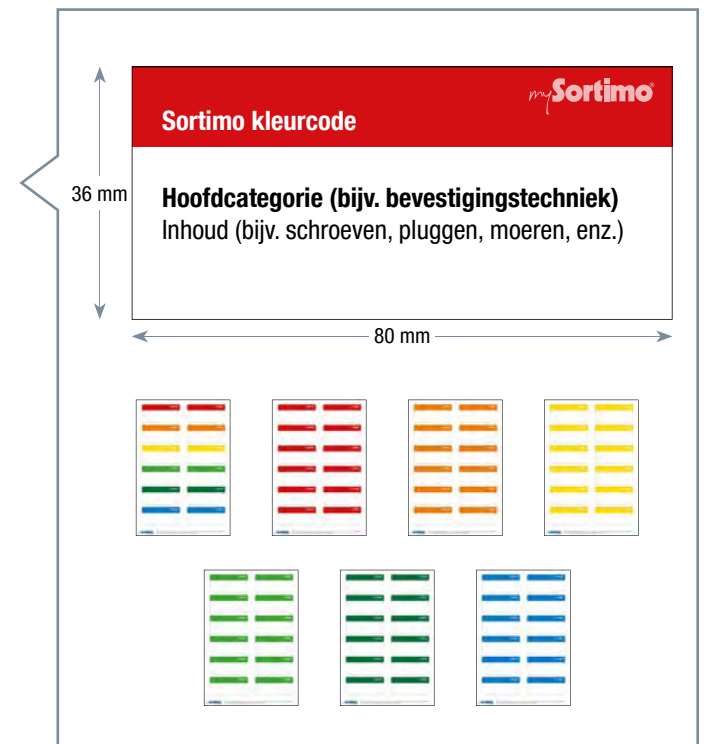 mySortimo®
Sortimo kleurcode
36 mm
Hoofdcategorie (bijv. bevestigingstechniek)
Inhoud (bijv. schroeven, pluggen, moeren, enz.)
80 mm